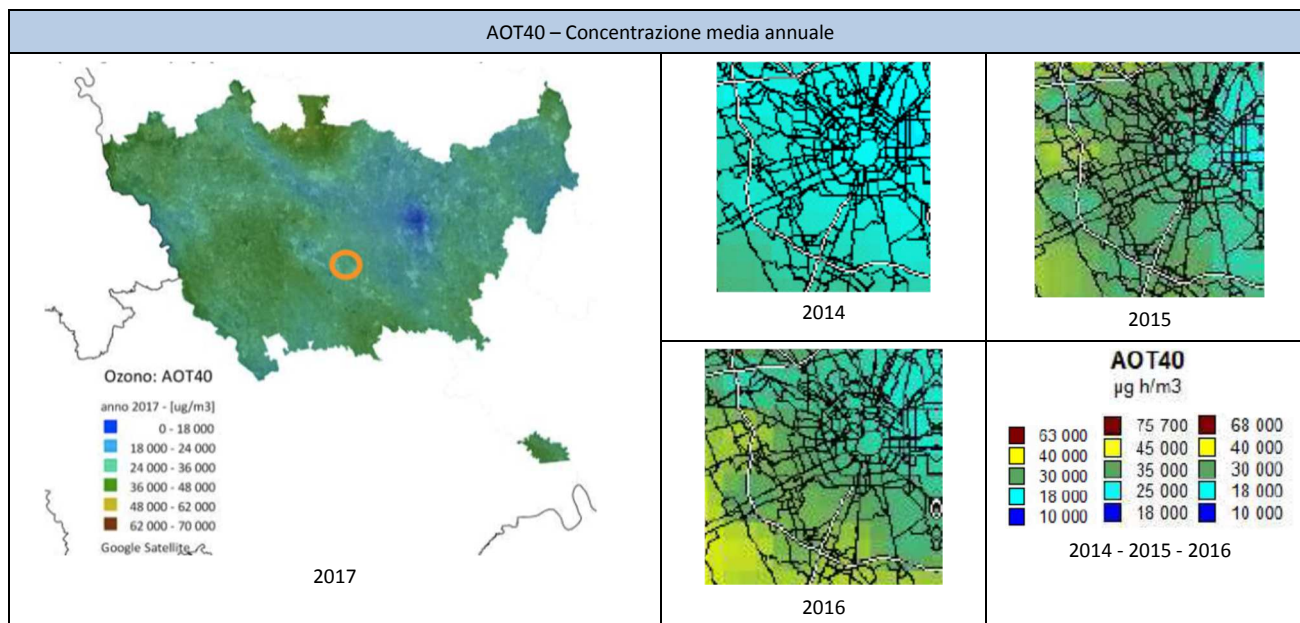 AOT40 – Concentrazione media annuale
Ozono: AOT40
anno 2017 - [ug/m3]
0 - 18 000
18 000 - 24 000
24 000 - 36 000
36 000 - 48 000
48 000 - 62 000
62 000 - 70 000
Google Satellite
2017
2014
2015
2016
AOT40
µg h/m3
63 000 75 700 68 000
40 000 45 000 40 000
30 000 35 000 30 000
18 000 25 000 18 000
10 000 18 000 10 000
2014 - 2015 - 2016